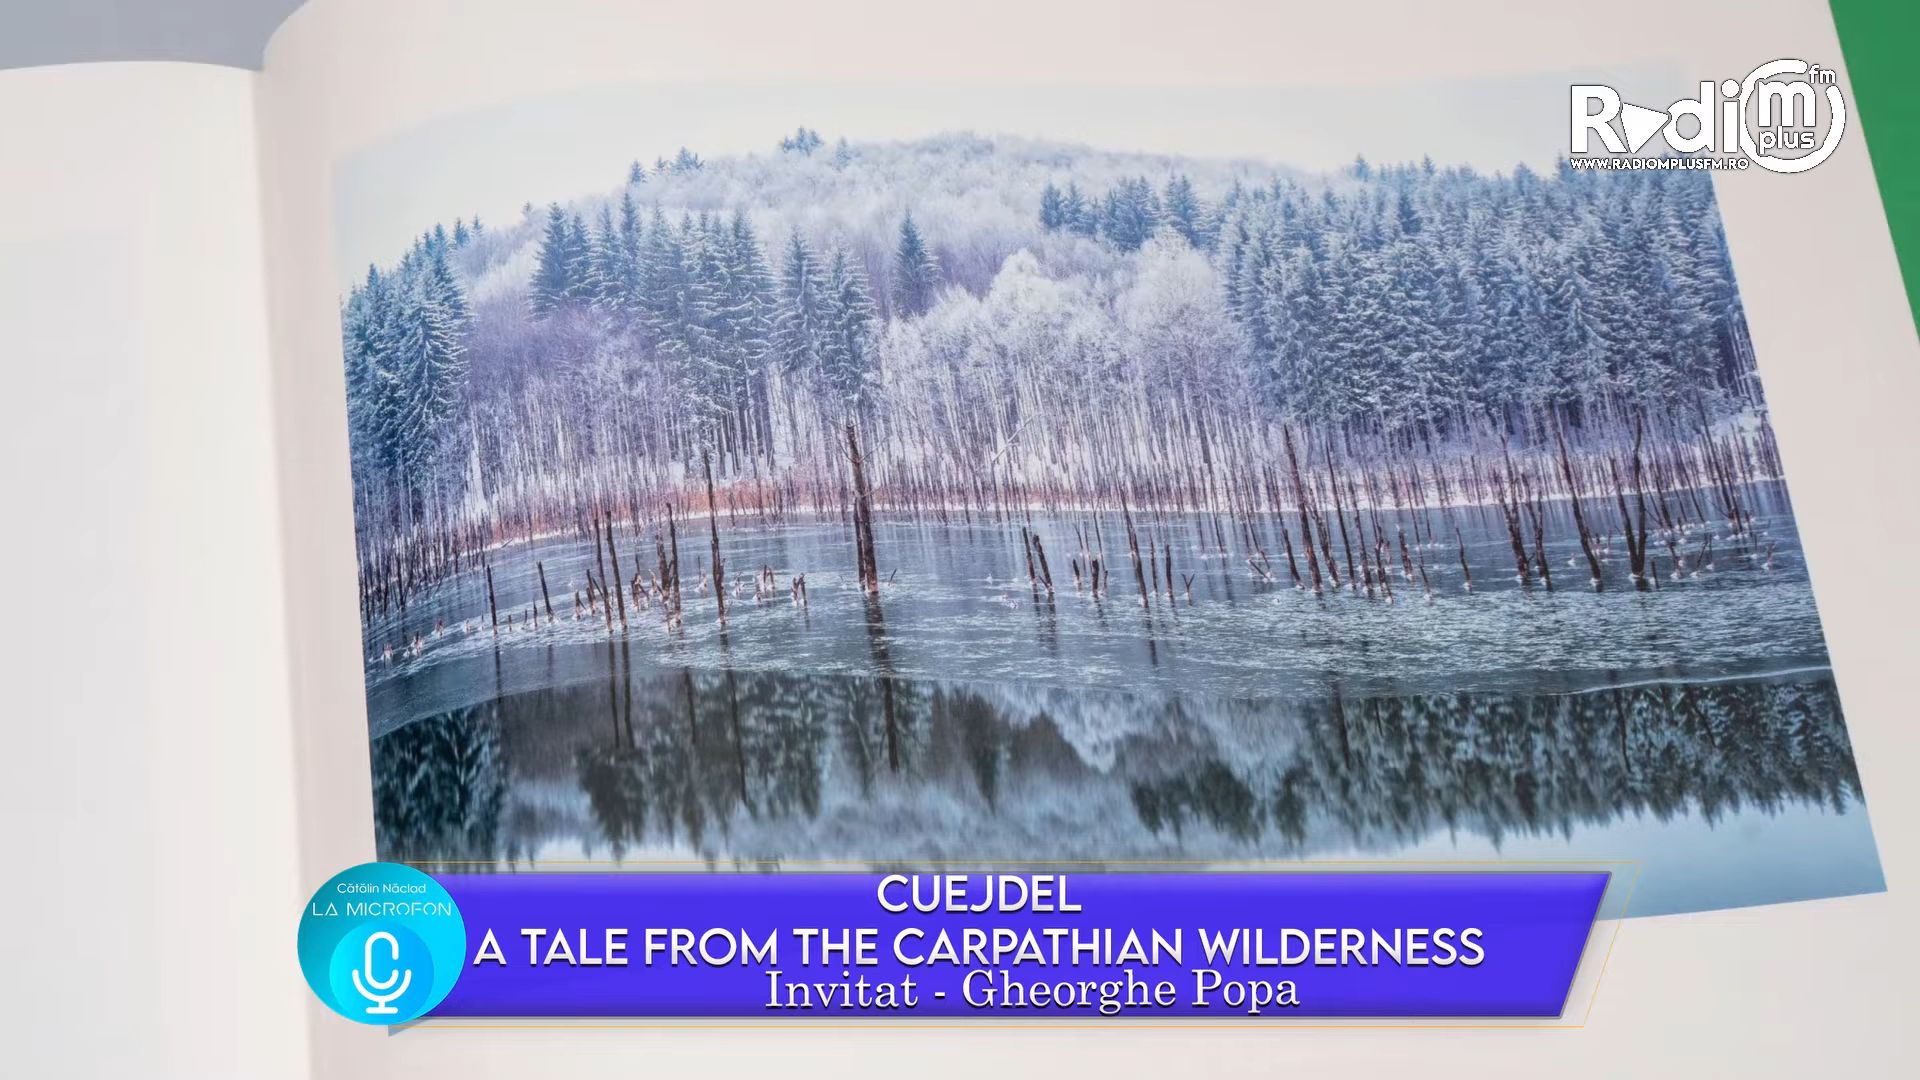 Radio m plus fm
www.RADIOMPLUSFM.RO
Cătălin Năclad
LA MICROFON
CUEJDEL
A TALE FROM THE CARPATHIAN WILDERNESS
Invitat - Gheorghe Popa